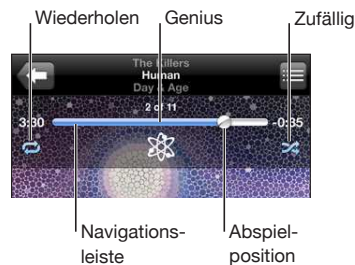 Wiederholen Genius Zufällig
The Killers
Human
Day & Age
2 of 11
3:30 -0:35
Navigations-
leiste
Abspiel-
position